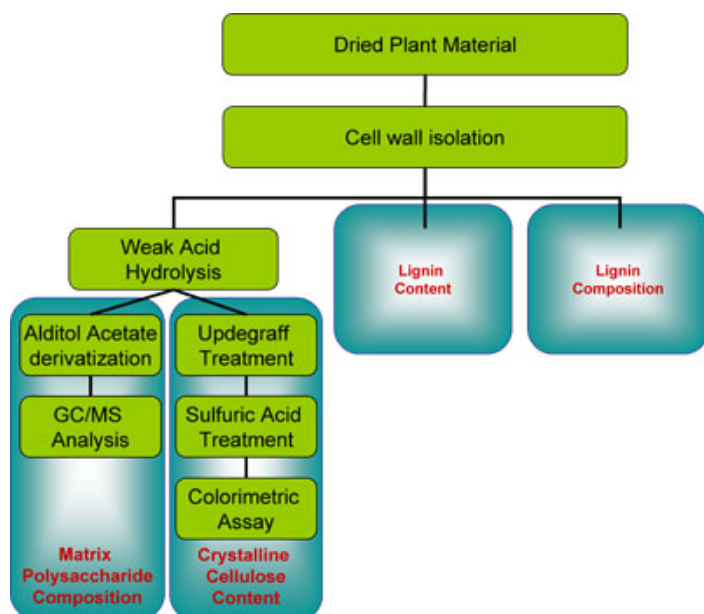 Dried Plant Material
Cell wall isolation
Weak Acid
Hydrolysis
Lignin
Content
Lignin
Composition
Alditol Acetate
derivatization
Updegraff
Treatment
GC/MS
Analysis
Sulfuric Acid
Treatment
Colorimetric
Assay
Matrix
Polysaccharide
Composition
Crystalline
Cellulose
Content